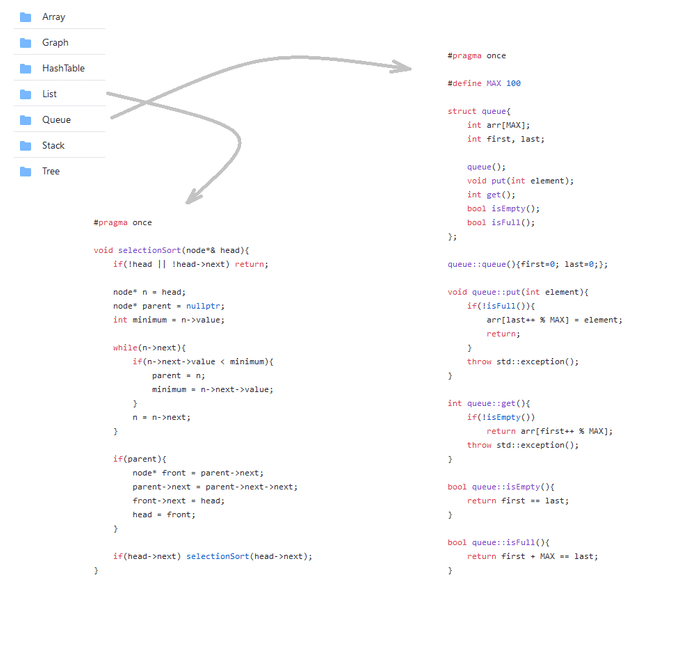 Array
Graph
HashTable
List
Queue
Stack
Tree
#pragma once
void selectionSort(node*& head){
    if(!head || !head->next) return;
    node* n = head;
    node* parent = nullptr;
    int minimum = n->value;
    while(n->next){
        if(n->next->value < minimum){
            parent = n;
            minimum = n->next->value;
        }
        n = n->next;
    }
    if(parent){
        node* front = parent->next;
        parent->next = parent->next->next;
        front->next = head;
        head = front;
    }
    if(head->next) selectionSort(head->next);
}
#pragma once
#define MAX 100
struct queue{
    int arr[MAX];
    int first, last;
    queue();
    void put(int element);
    int get();
    bool isEmpty();
    bool isFull();
};
queue::queue(){first=0; last=0;};
void queue::put(int element){
    if(!isFull()){
        arr[last++ % MAX] = element;
        return;
    }
    throw std::exception();
}
int queue::get(){
    if(!isEmpty())
        return arr[first++ % MAX];
    throw std::exception();
}
bool queue::isEmpty(){
    return first == last;
}
bool queue::isFull(){
    return first + MAX == last;
}